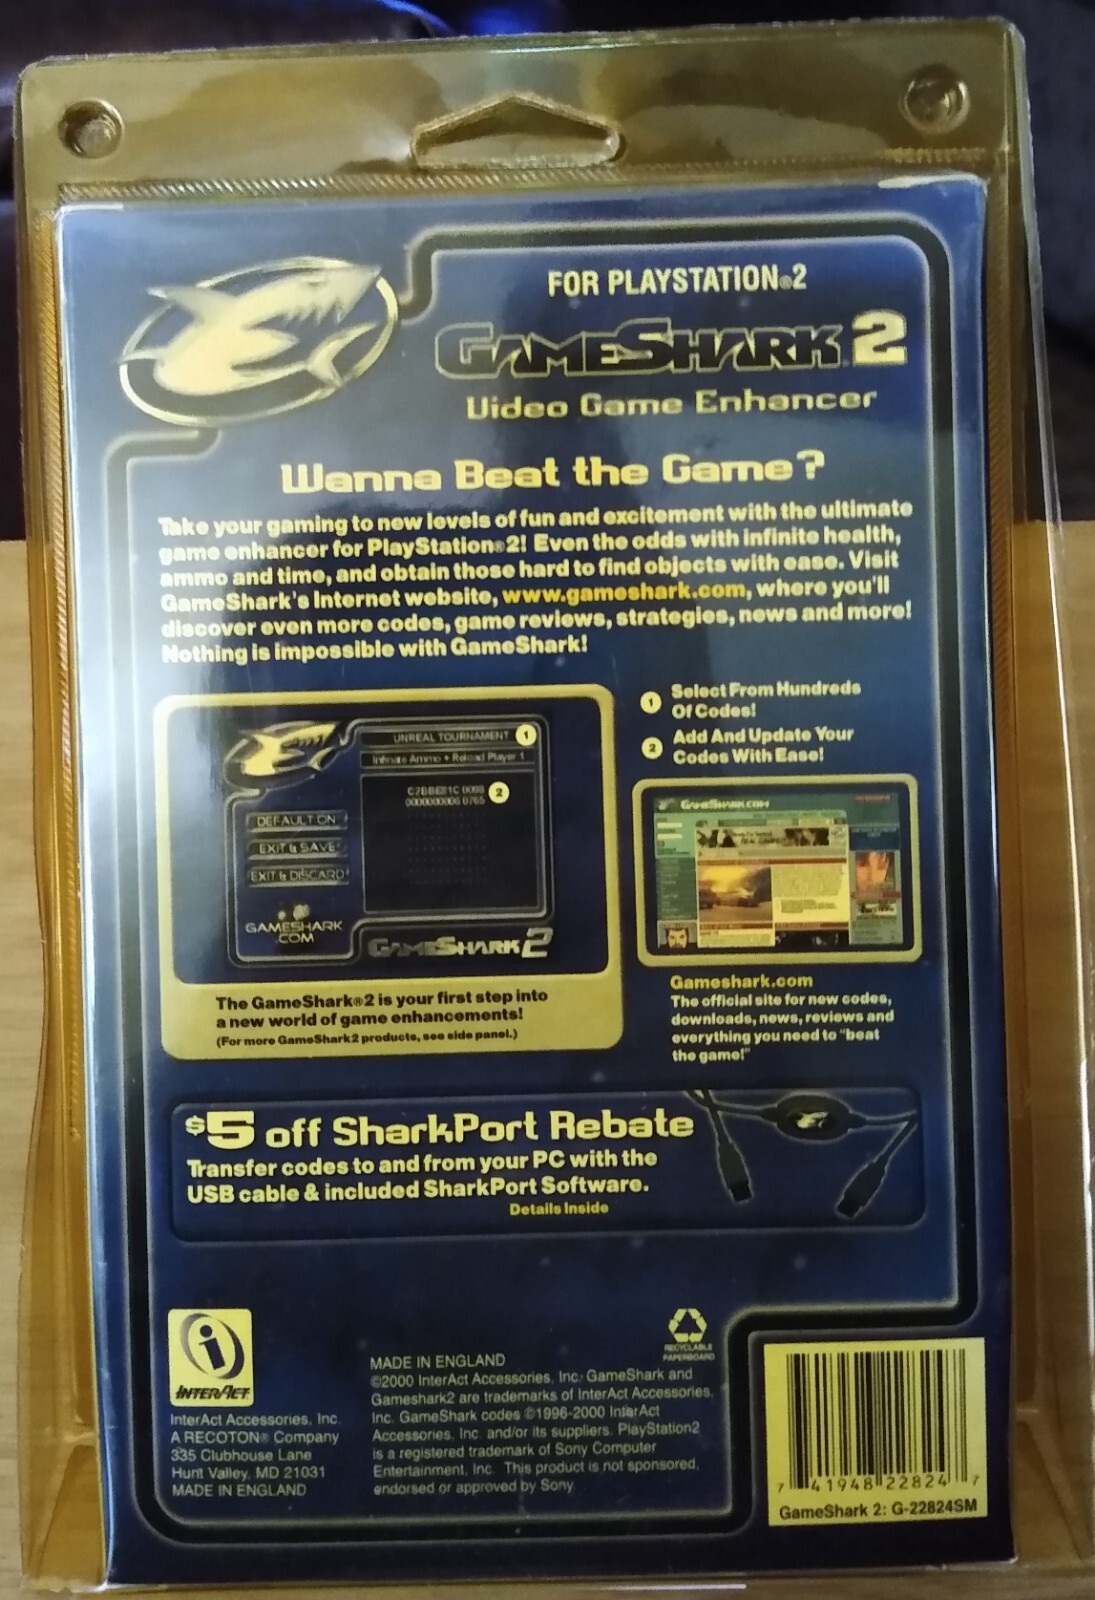 FOR PLAYSTATION®2
GAMESHARK 2
Video Game Enhancer
Wanna Beat the Game?
Take your gaming to new levels of fun and excitement with the ultimate
game enhancer for PlayStation®2! Even the odds with infinite health,
ammo and time, and obtain those hard to find objects with ease. Visit
GameShark's Internet website, www.gameshark.com, where you'll
discover even more codes, game reviews, strategies, news and more!
Nothing is impossible with GameShark!
1 Select From Hundreds
Of Codes!
2 Add And Update Your
Codes With Ease!
UNREAL TOURNAMENT 1
Infinate Ammo + Reload Player 1
2
DEFAULT ON
EXIT & SAVE
EXIT & DISCARD
GAMESHARK
.COM
GAMESHARK 2
GAMESHARK.COM
The GameShark®2 is your first step into
a new world of game enhancements!
(For more GameShark2 products, see side panel.)
Gameshark.com
The official site for new codes,
downloads, news, reviews and
everything you need to "beat
the game!"
$5 off SharkPort Rebate
Transfer codes to and from your PC with the
USB cable & included SharkPort Software.
Details Inside
INTERACT
InterAct Accessories, Inc.
A RECOTON® Company
335 Clubhouse Lane
Hunt Valley, MD 21031
MADE IN ENGLAND
MADE IN ENGLAND
©2000 InterAct Accessories, Inc. GameShark and
Gameshark2 are trademarks of InterAct Accessories,
Inc. GameShark codes ©1996-2000 InterAct
Accessories, Inc. and/or its suppliers. PlayStation2
is a registered trademark of Sony Computer
Entertainment, Inc. This product is not sponsored,
endorsed or approved by Sony.
RECYCLABLE
PAPERBOARD
7 41948 22824 7
GameShark 2: G-22824SM